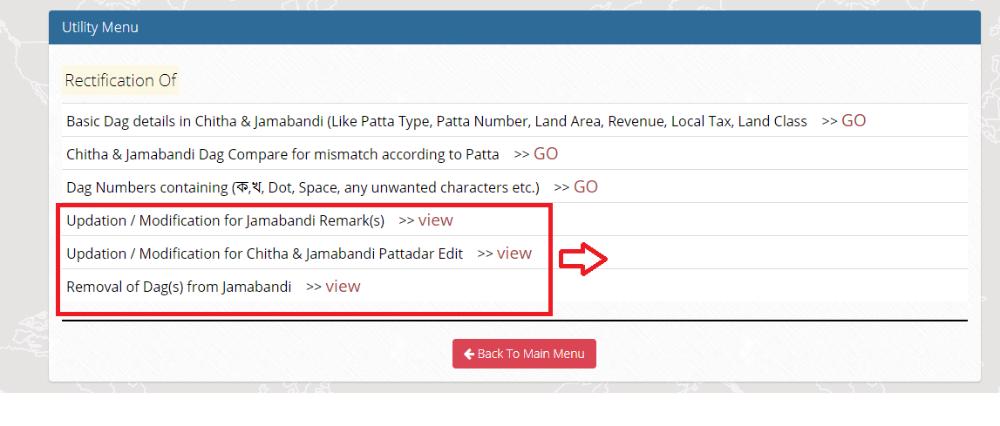 Utility Menu
Rectification Of
Basic Dag details in Chitha & Jamabandi (Like Patta Type, Patta Number, Land Area, Revenue, Local Tax, Land Class >> GO
Chitha & Jamabandi Dag Compare for mismatch according to Patta >> GO
Dag Numbers containing (ক,খ, Dot, Space, any unwanted characters etc.) >> GO
Updation / Modification for Jamabandi Remark(s) >> view
Updation / Modification for Chitha & Jamabandi Pattadar Edit >> view
Removal of Dag(s) from Jamabandi >> view
Back To Main Menu